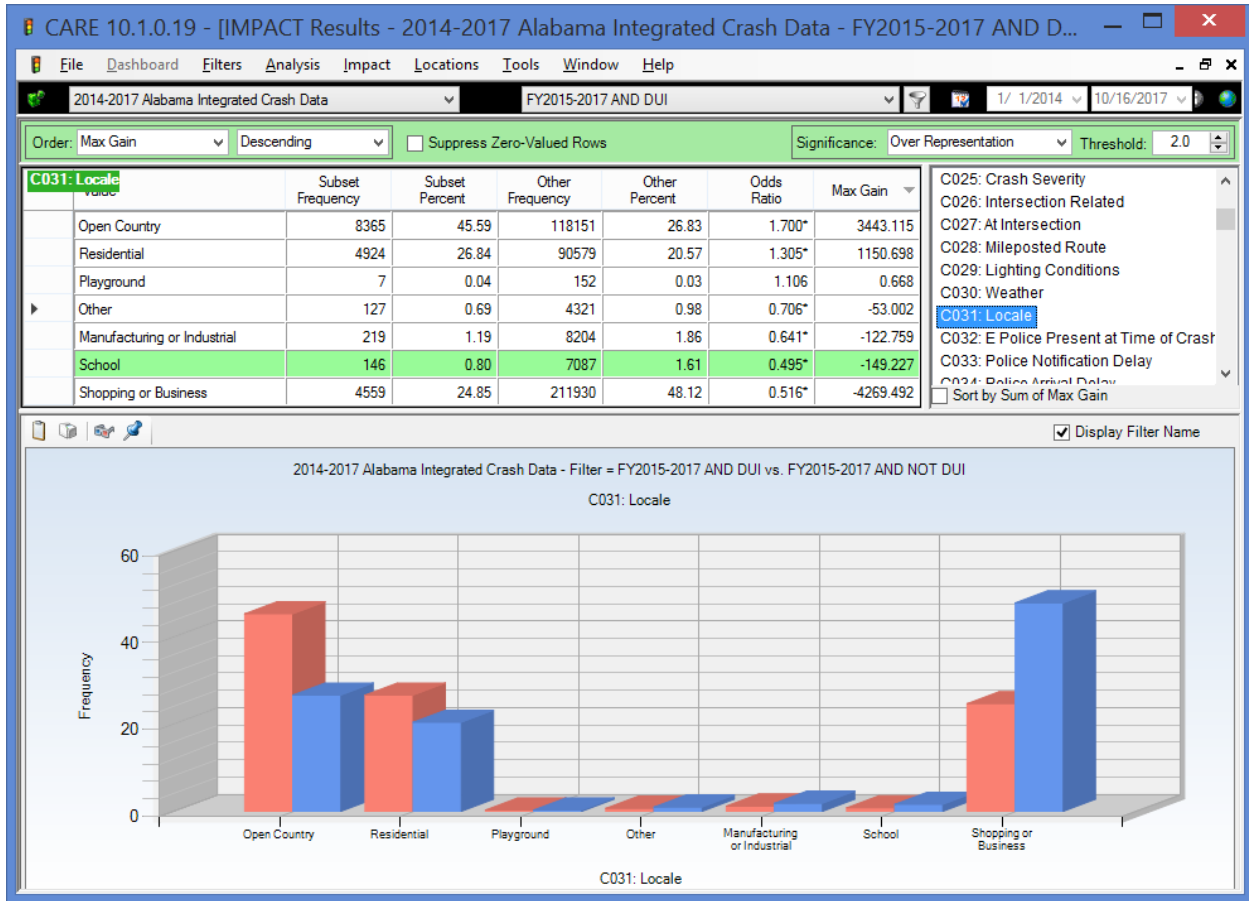 CARE 10.1.0.19 - [IMPACT Results - 2014-2017 Alabama Integrated Crash Data - FY2015-2017 AND D...
File Dashboard Filters Analysis Impact Locations Tools Window Help
2014-2017 Alabama Integrated Crash Data FY2015-2017 AND DUI 1/ 1/2014 10/16/2017
Order: Max Gain Descending Suppress Zero-Valued Rows Significance: Over Representation Threshold: 2.0
C031: Locale
Subset Frequency Subset Percent Other Frequency Other Percent Odds Ratio Max Gain
Open Country 8365 45.59 118151 26.83 1.700* 3443.115
Residential 4924 26.84 90579 20.57 1.305* 1150.698
Playground 7 0.04 152 0.03 1.106 0.668
Other 127 0.69 4321 0.98 0.706* -53.002
Manufacturing or Industrial 219 1.19 8204 1.86 0.641* -122.759
School 146 0.80 7087 1.61 0.495* -149.227
Shopping or Business 4559 24.85 211930 48.12 0.516* -4269.492
C025: Crash Severity
C026: Intersection Related
C027: At Intersection
C028: Mileposted Route
C029: Lighting Conditions
C030: Weather
C031: Locale
C032: E Police Present at Time of Crash
C033: Police Notification Delay
C034: Police Arrival Delay
Sort by Sum of Max Gain
Display Filter Name
2014-2017 Alabama Integrated Crash Data - Filter = FY2015-2017 AND DUI vs. FY2015-2017 AND NOT DUI
C031: Locale
60
40
20
0
Frequency
Open Country Residential Playground Other Manufacturing or Industrial School Shopping or Business
C031: Locale